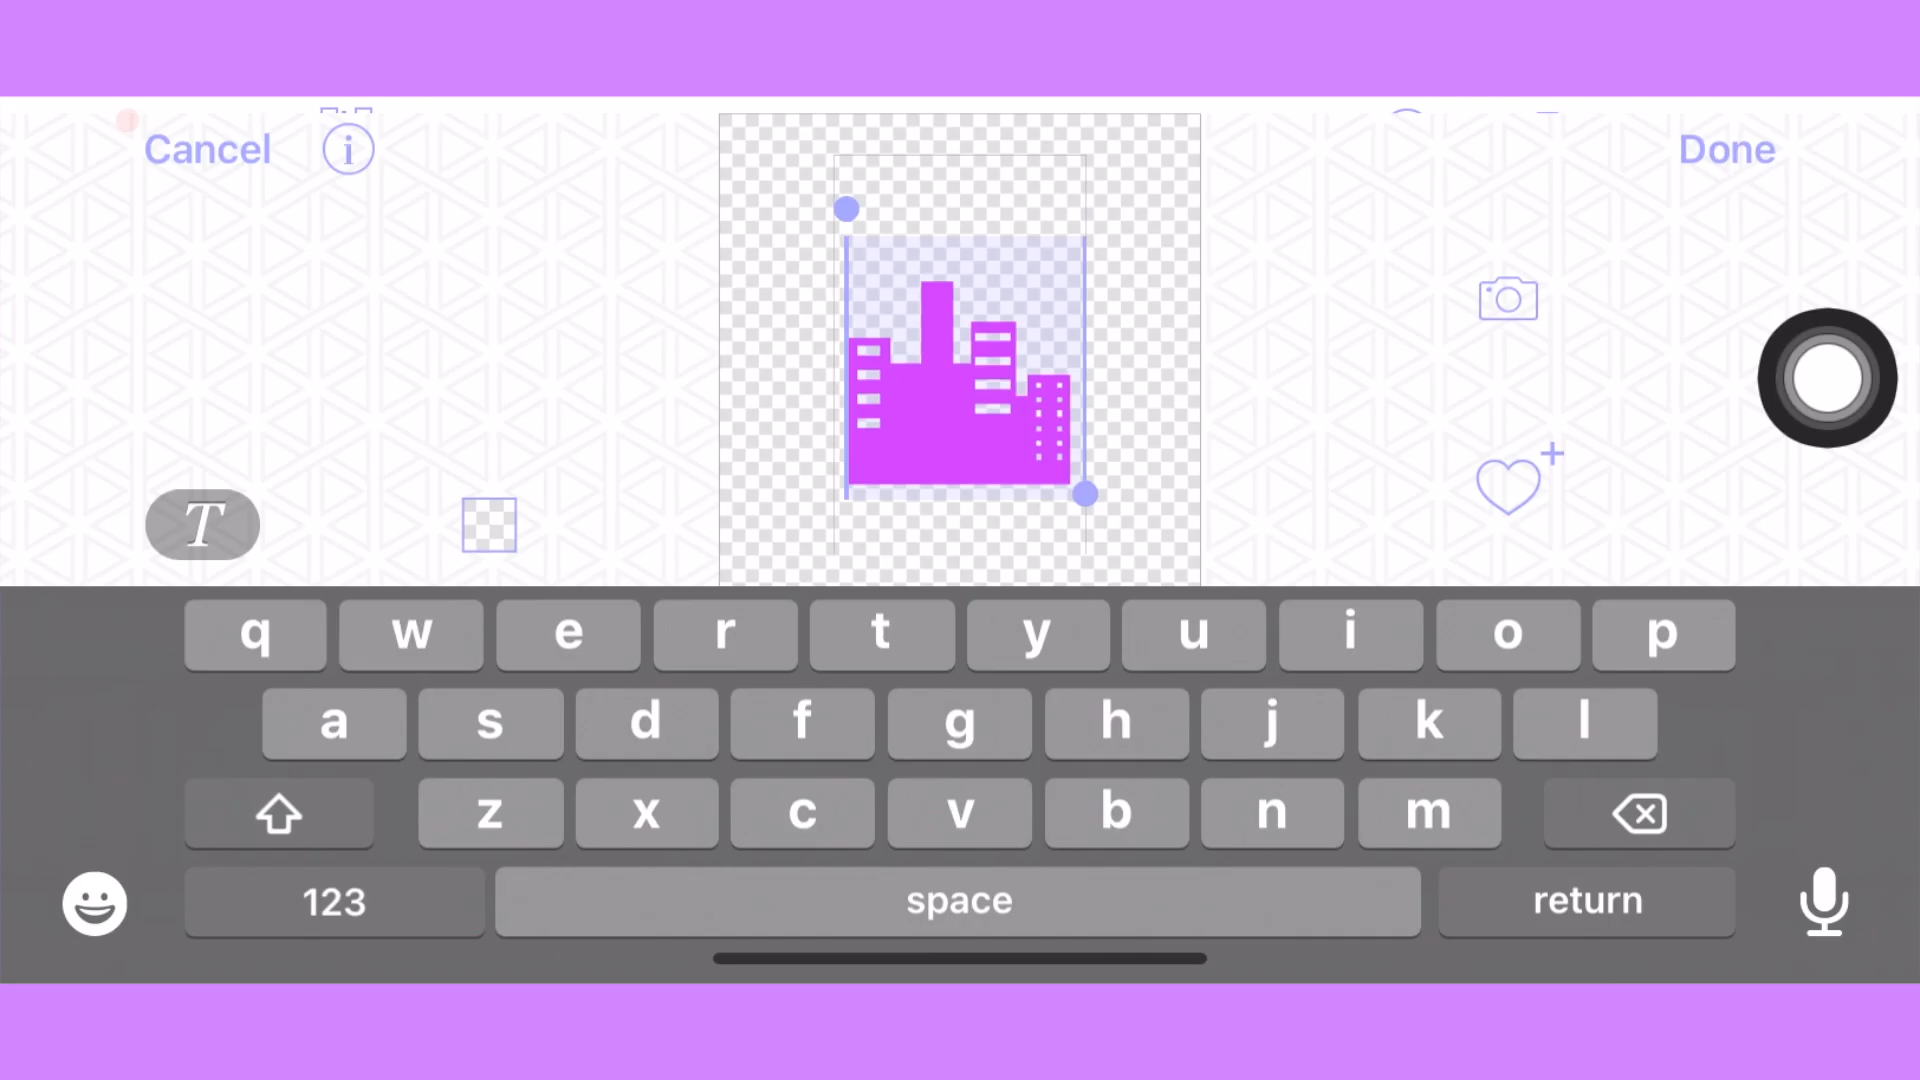 Cancel i Done
T
q w e r t y u i o p
a s d f g h j k l
z x c v b n m
123 space return